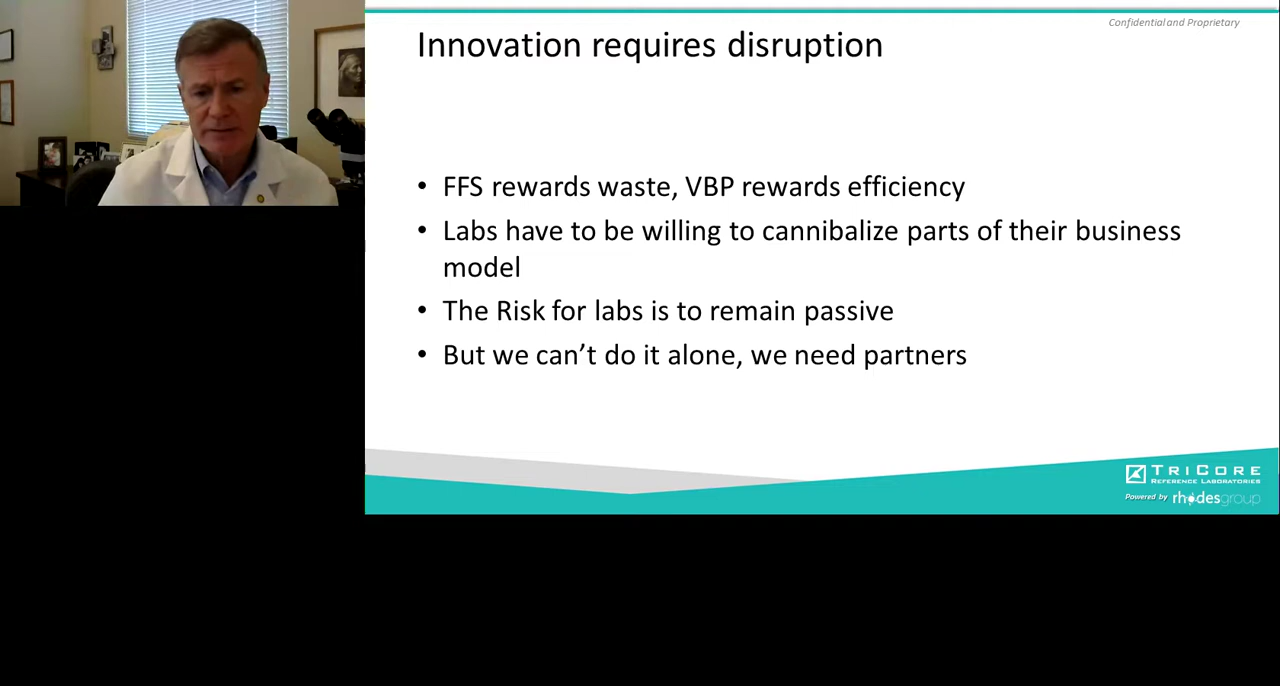 Confidential and Proprietary
Innovation requires disruption
• FFS rewards waste, VBP rewards efficiency
• Labs have to be willing to cannibalize parts of their business
model
• The Risk for labs is to remain passive
• But we can’t do it alone, we need partners
TRICORE
REFERENCE LABORATORIES
Powered by rhodesgroup